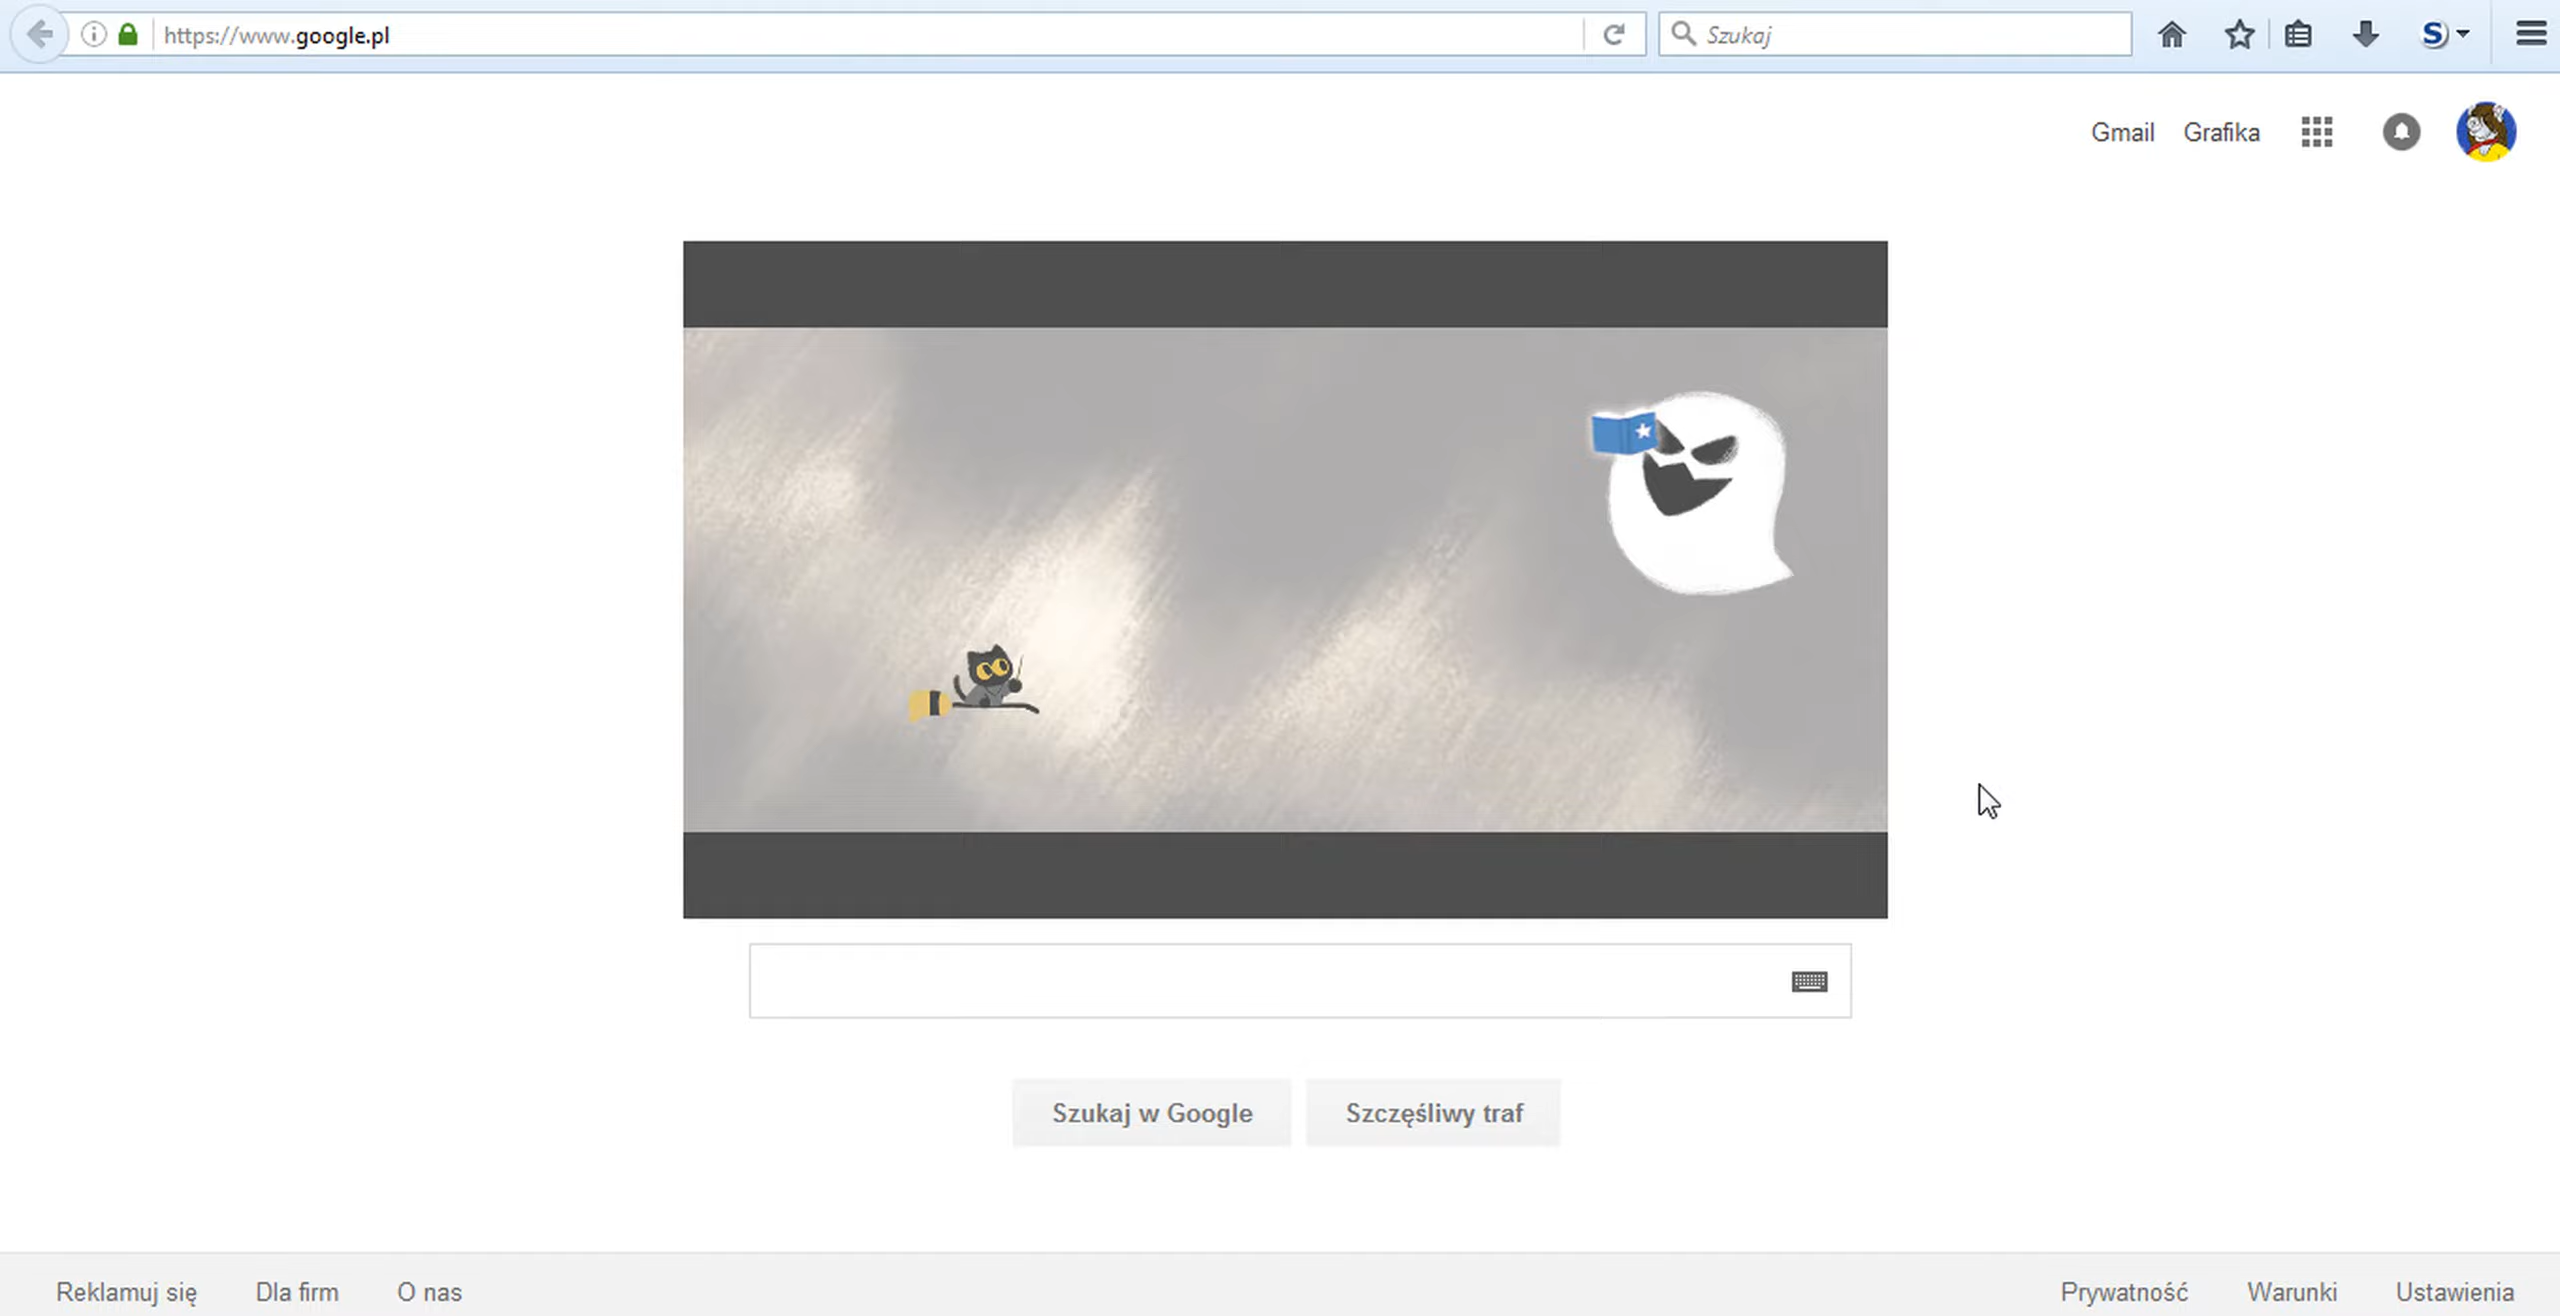 https://www.google.pl
Szukaj
S
Gmail Grafika
Szukaj w Google Szczęśliwy traf
Reklamuj się Dla firm O nas Prywatność Warunki Ustawienia